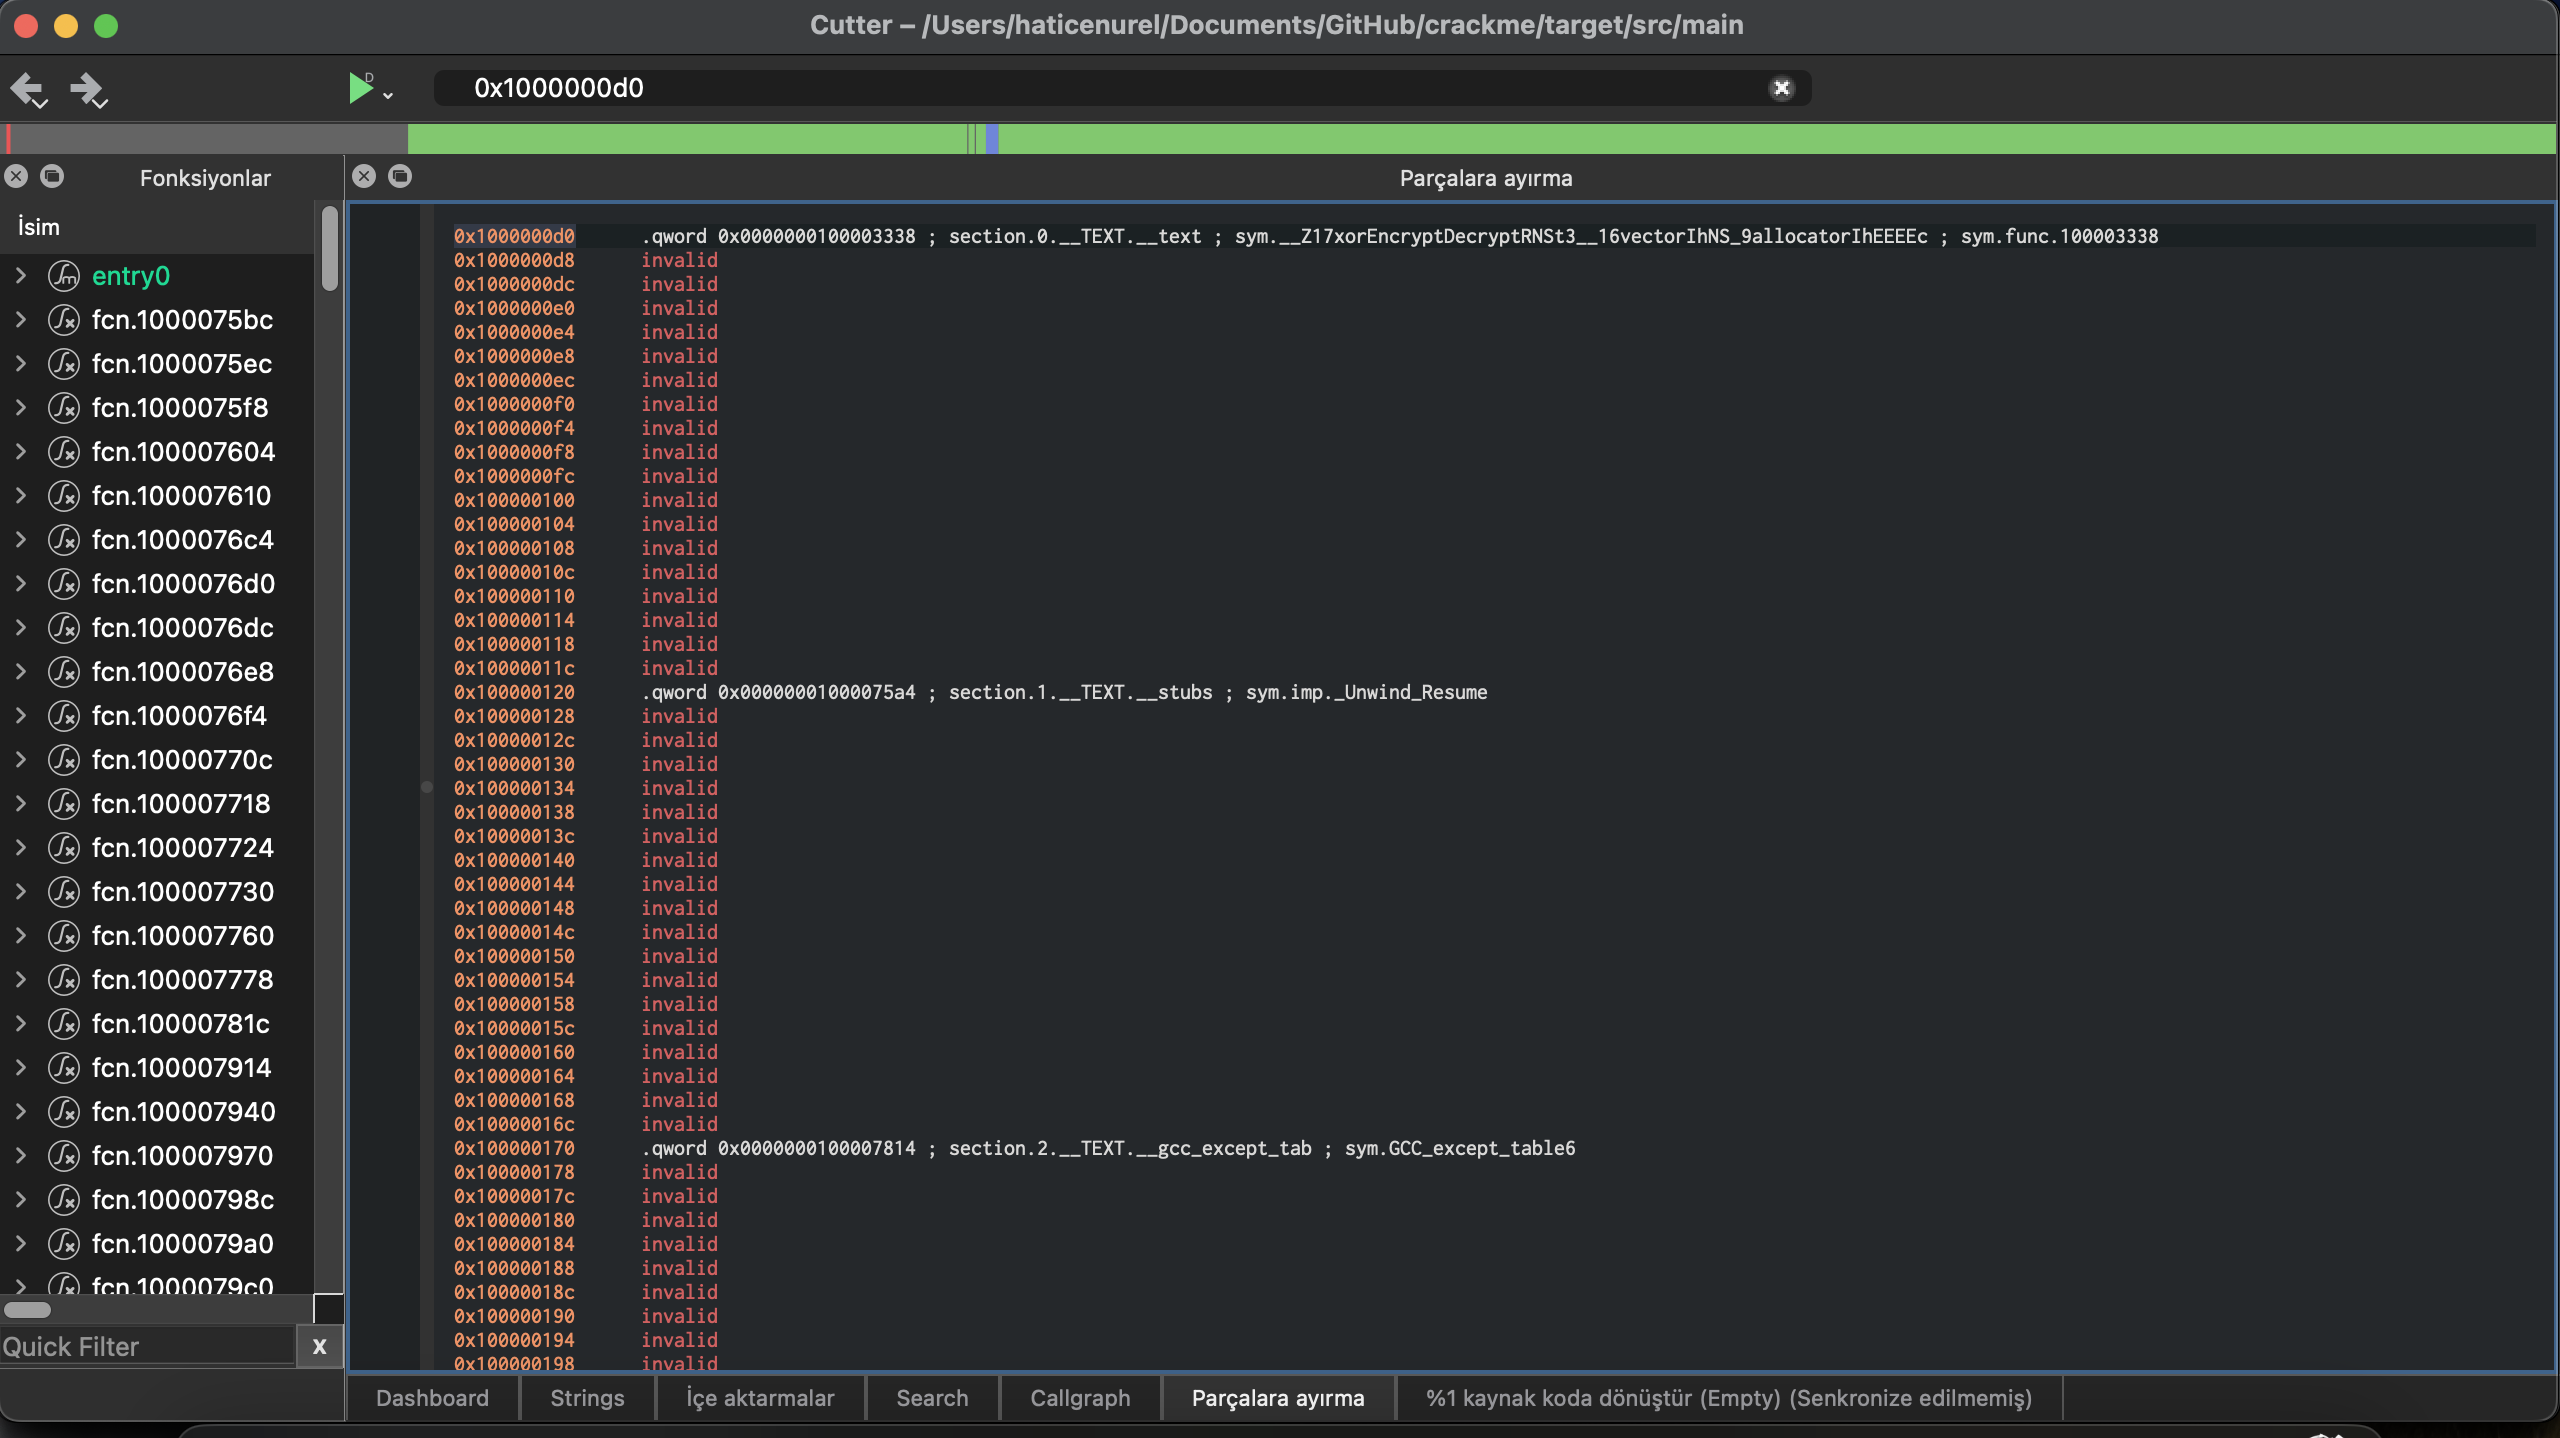 Cutter – /Users/haticenurel/Documents/GitHub/crackme/target/src/main
D
0x1000000d0
Fonksiyonlar
İsim
entry0
fcn.1000075bc
fcn.1000075ec
fcn.1000075f8
fcn.100007604
fcn.100007610
fcn.1000076c4
fcn.1000076d0
fcn.1000076dc
fcn.1000076e8
fcn.1000076f4
fcn.10000770c
fcn.100007718
fcn.100007724
fcn.100007730
fcn.100007760
fcn.100007778
fcn.10000781c
fcn.100007914
fcn.100007940
fcn.100007970
fcn.10000798c
fcn.1000079a0
fcn.1000079c0
Quick Filter
X
Parçalara ayırma
0x1000000d0 .qword 0x0000000100003338 ; section.0.__TEXT.__text ; sym.__Z17xorEncryptDecryptRNSt3__16vectorIhNS_9allocatorIhEEEEc ; sym.func.100003338
0x1000000d8 invalid
0x1000000dc invalid
0x1000000e0 invalid
0x1000000e4 invalid
0x1000000e8 invalid
0x1000000ec invalid
0x1000000f0 invalid
0x1000000f4 invalid
0x1000000f8 invalid
0x1000000fc invalid
0x100000100 invalid
0x100000104 invalid
0x100000108 invalid
0x10000010c invalid
0x100000110 invalid
0x100000114 invalid
0x100000118 invalid
0x10000011c invalid
0x100000120 .qword 0x00000001000075a4 ; section.1.__TEXT.__stubs ; sym.imp._Unwind_Resume
0x100000128 invalid
0x10000012c invalid
0x100000130 invalid
0x100000134 invalid
0x100000138 invalid
0x10000013c invalid
0x100000140 invalid
0x100000144 invalid
0x100000148 invalid
0x10000014c invalid
0x100000150 invalid
0x100000154 invalid
0x100000158 invalid
0x10000015c invalid
0x100000160 invalid
0x100000164 invalid
0x100000168 invalid
0x10000016c invalid
0x100000170 .qword 0x0000000100007814 ; section.2.__TEXT.__gcc_except_tab ; sym.GCC_except_table6
0x100000178 invalid
0x10000017c invalid
0x100000180 invalid
0x100000184 invalid
0x100000188 invalid
0x10000018c invalid
0x100000190 invalid
0x100000194 invalid
0x100000198 invalid
Dashboard
Strings
İçe aktarmalar
Search
Callgraph
Parçalara ayırma
%1 kaynak koda dönüştür (Empty) (Senkronize edilmemiş)